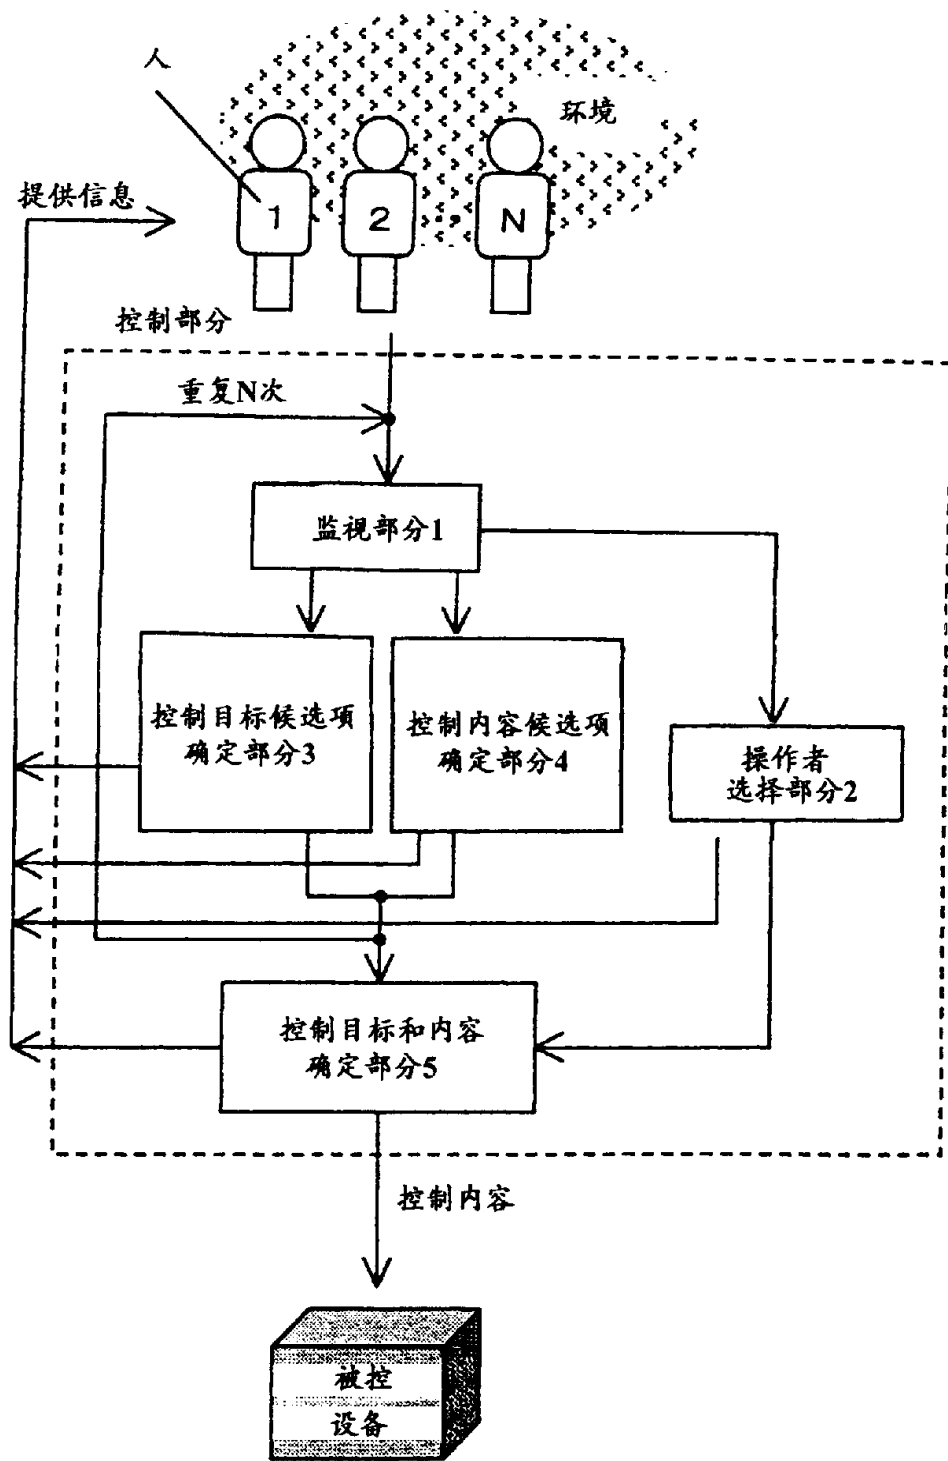 人
环境
提供信息
1
2
N
控制部分
重复N次
监视部分1
控制目标候选项
确定部分3
控制内容候选项
确定部分4
操作者
选择部分2
控制目标和内容
确定部分5
控制内容
被控
设备